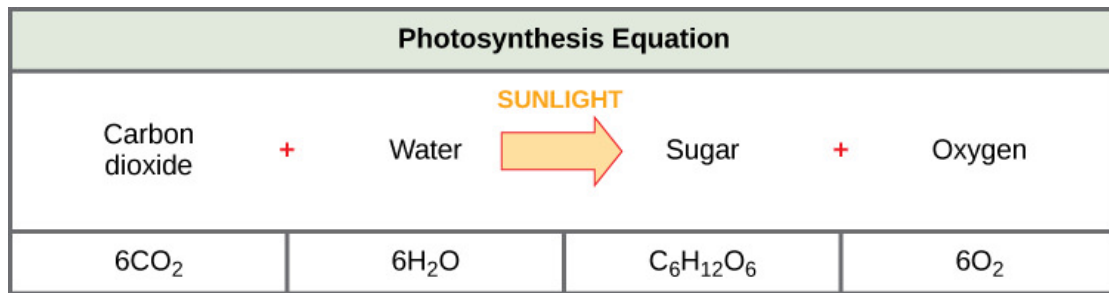 Photosynthesis Equation
SUNLIGHT
Carbon
dioxide
+
Water
Sugar
+
Oxygen
6CO₂
6H₂O
C₆H₁₂O₆
6O₂